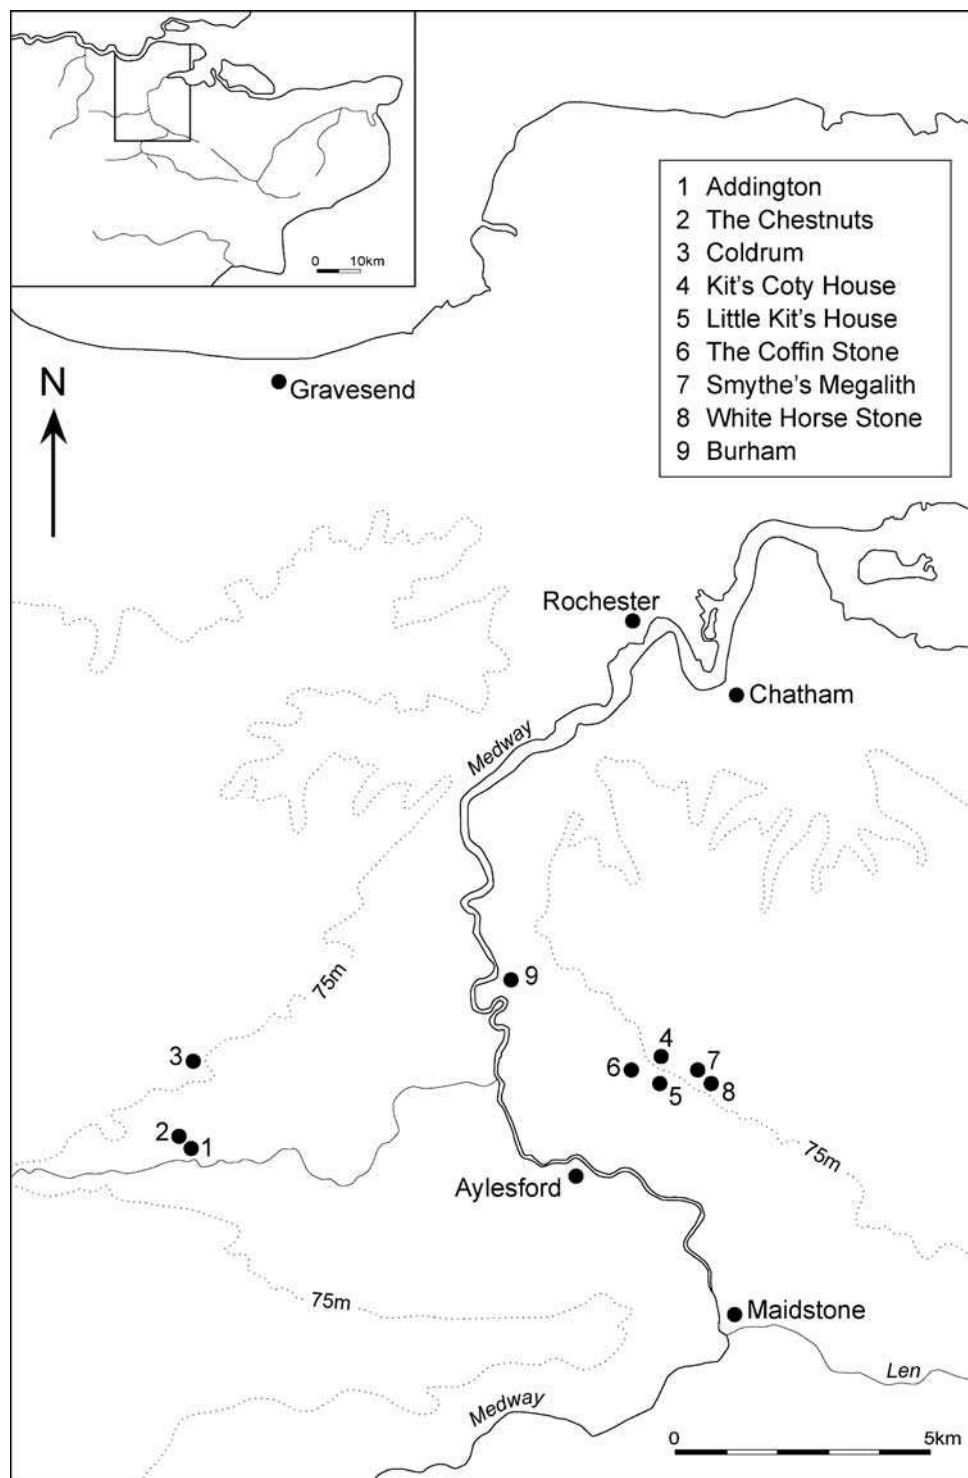 0 10km
1 Addington
2 The Chestnuts
3 Coldrum
4 Kit's Coty House
5 Little Kit's House
6 The Coffin Stone
7 Smythe's Megalith
8 White Horse Stone
9 Burham
N
Gravesend
Rochester
Chatham
Medway
75m
9
3
4
6
7
5
8
2
1
75m
Aylesford
75m
Maidstone
Len
Medway
0 5km